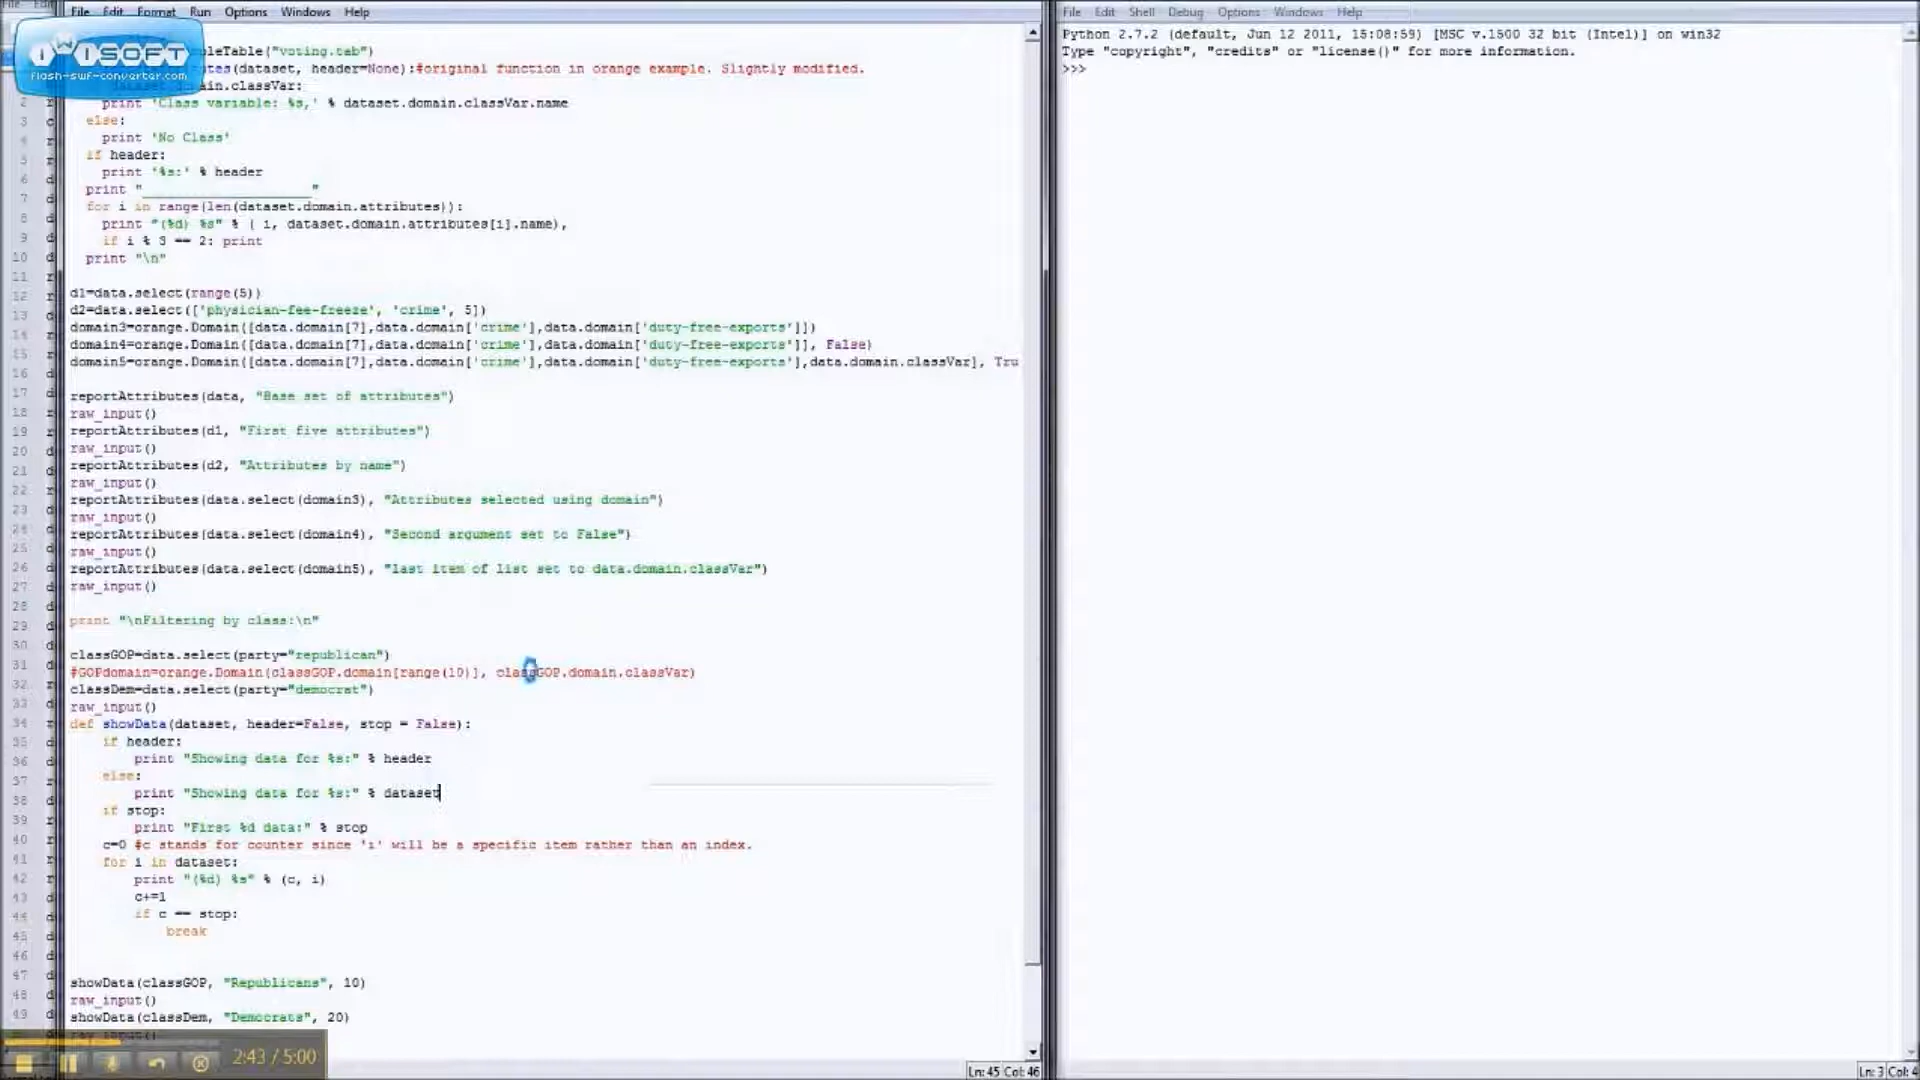 File Edit Format Run Options Windows Help
iWiSOFT
flash-swf-converter.com
pleTable("voting.tab")
tes(dataset, header=None):#original function in orange example. Slightly modified.
in.classVar:
print 'Class variable: %s,' % dataset.domain.classVar.name
else:
print 'No Class'
if header:
print '%s:' % header
print "_____________________"
for i in range(len(dataset.domain.attributes)):
print "(%d) %s" % ( i, dataset.domain.attributes[i].name),
if i % 3 == 2: print
print "\n"
d1=data.select(range(5))
d2=data.select(['physician-fee-freeze', 'crime', 5])
domain3=orange.Domain([data.domain[7],data.domain['crime'],data.domain['duty-free-exports']])
domain4=orange.Domain([data.domain[7],data.domain['crime'],data.domain['duty-free-exports']], False)
domain5=orange.Domain([data.domain[7],data.domain['crime'],data.domain['duty-free-exports'],data.domain.classVar], Tru
reportAttributes(data, "Base set of attributes")
raw_input()
reportAttributes(d1, "First five attributes")
raw_input()
reportAttributes(d2, "Attributes by name")
raw_input()
reportAttributes(data.select(domain3), "Attributes selected using domain")
raw_input()
reportAttributes(data.select(domain4), "Second argument set to False")
raw_input()
reportAttributes(data.select(domain5), "last item of list set to data.domain.classVar")
raw_input()
print "\nFiltering by class:\n"
classGOP=data.select(party="republican")
#GOPdomain=orange.Domain(classGOP.domain[range(10)], classGOP.domain.classVar)
classDem=data.select(party="democrat")
raw_input()
def showData(dataset, header=False, stop = False):
if header:
print "Showing data for %s:" % header
else:
print "Showing data for %s:" % dataset
if stop:
print "First %d data:" % stop
c=0 #c stands for counter since 'i' will be a specific item rather than an index.
for i in dataset:
print "(%d) %s" % (c, i)
c+=1
if c == stop:
break
showData(classGOP, "Republicans", 10)
raw_input()
showData(classDem, "Democrats", 20)
raw_input()
2:43 / 5:00
Ln: 45 Col: 46
File Edit Shell Debug Options Windows Help
Python 2.7.2 (default, Jun 12 2011, 15:08:59) [MSC v.1500 32 bit (Intel)] on win32
Type "copyright", "credits" or "license()" for more information.
>>>
Ln: 3 Col: 4